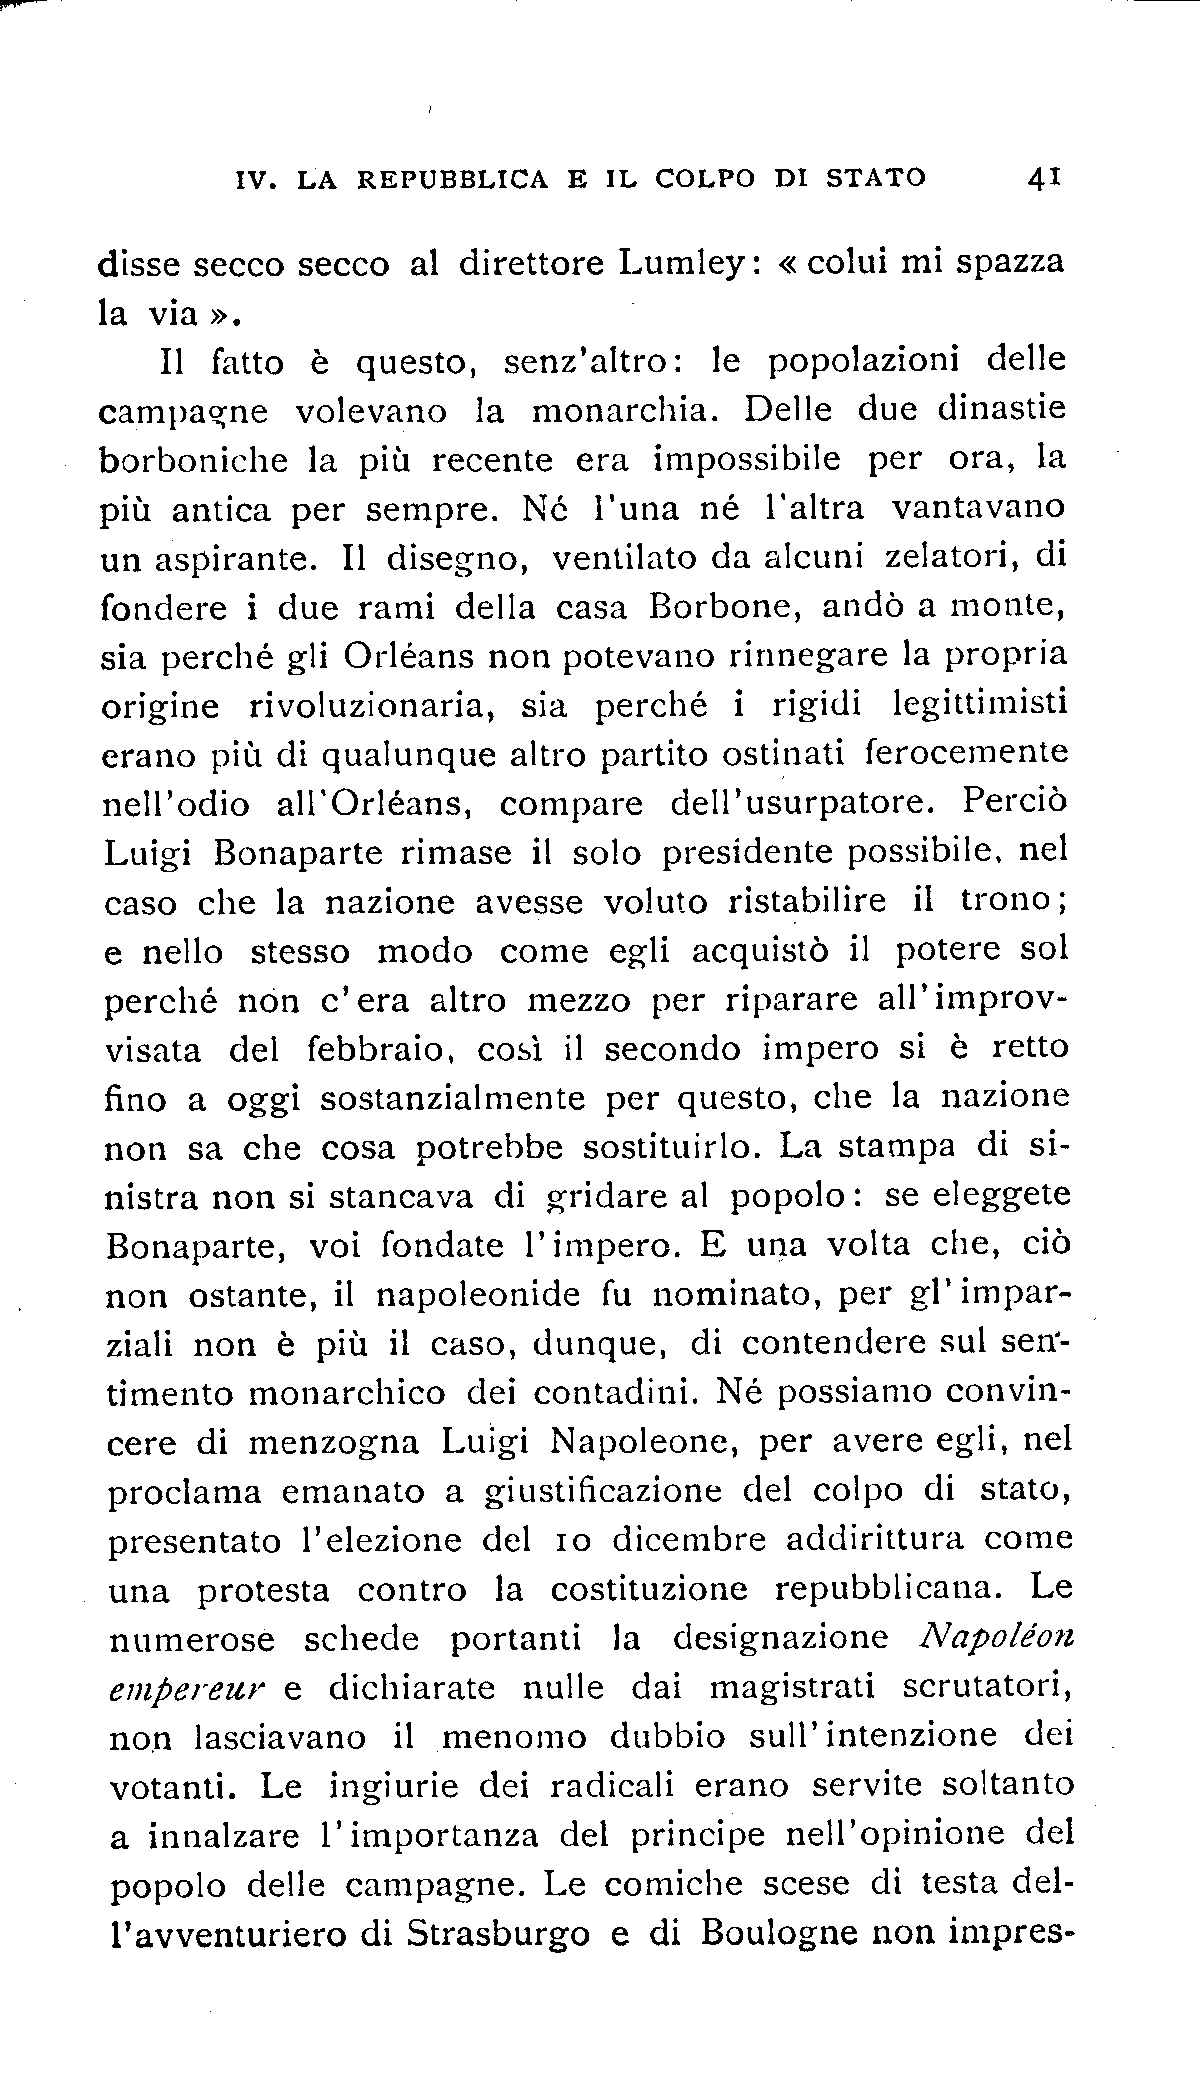 IV. LA REPUBBLICA E IL COLPO DI STATO 41
disse secco secco al direttore Lumley: « colui mi spazza
la via ».
Il fatto è questo, senz'altro: le popolazioni delle
campagne volevano la monarchia. Delle due dinastie
borboniche la più recente era impossibile per ora, la
più antica per sempre. Né l'una né l'altra vantavano
un aspirante. Il disegno, ventilato da alcuni zelatori, di
fondere i due rami della casa Borbone, andò a monte,
sia perché gli Orléans non potevano rinnegare la propria
origine rivoluzionaria, sia perché i rigidi legittimisti
erano più di qualunque altro partito ostinati ferocemente
nell'odio all'Orléans, compare dell'usurpatore. Perciò
Luigi Bonaparte rimase il solo presidente possibile, nel
caso che la nazione avesse voluto ristabilire il trono;
e nello stesso modo come egli acquistò il potere sol
perché non c'era altro mezzo per riparare all'improv-
visata del febbraio, così il secondo impero si è retto
fino a oggi sostanzialmente per questo, che la nazione
non sa che cosa potrebbe sostituirlo. La stampa di si-
nistra non si stancava di gridare al popolo: se eleggete
Bonaparte, voi fondate l'impero. E una volta che, ciò
non ostante, il napoleonide fu nominato, per gl'impar-
ziali non è più il caso, dunque, di contendere sul sen-
timento monarchico dei contadini. Né possiamo convin-
cere di menzogna Luigi Napoleone, per avere egli, nel
proclama emanato a giustificazione del colpo di stato,
presentato l'elezione del 10 dicembre addirittura come
una protesta contro la costituzione repubblicana. Le
numerose schede portanti la designazione Napoléon
empereur e dichiarate nulle dai magistrati scrutatori,
non lasciavano il menomo dubbio sull'intenzione dei
votanti. Le ingiurie dei radicali erano servite soltanto
a innalzare l'importanza del principe nell'opinione del
popolo delle campagne. Le comiche scese di testa del-
l'avventuriero di Strasburgo e di Boulogne non impres-